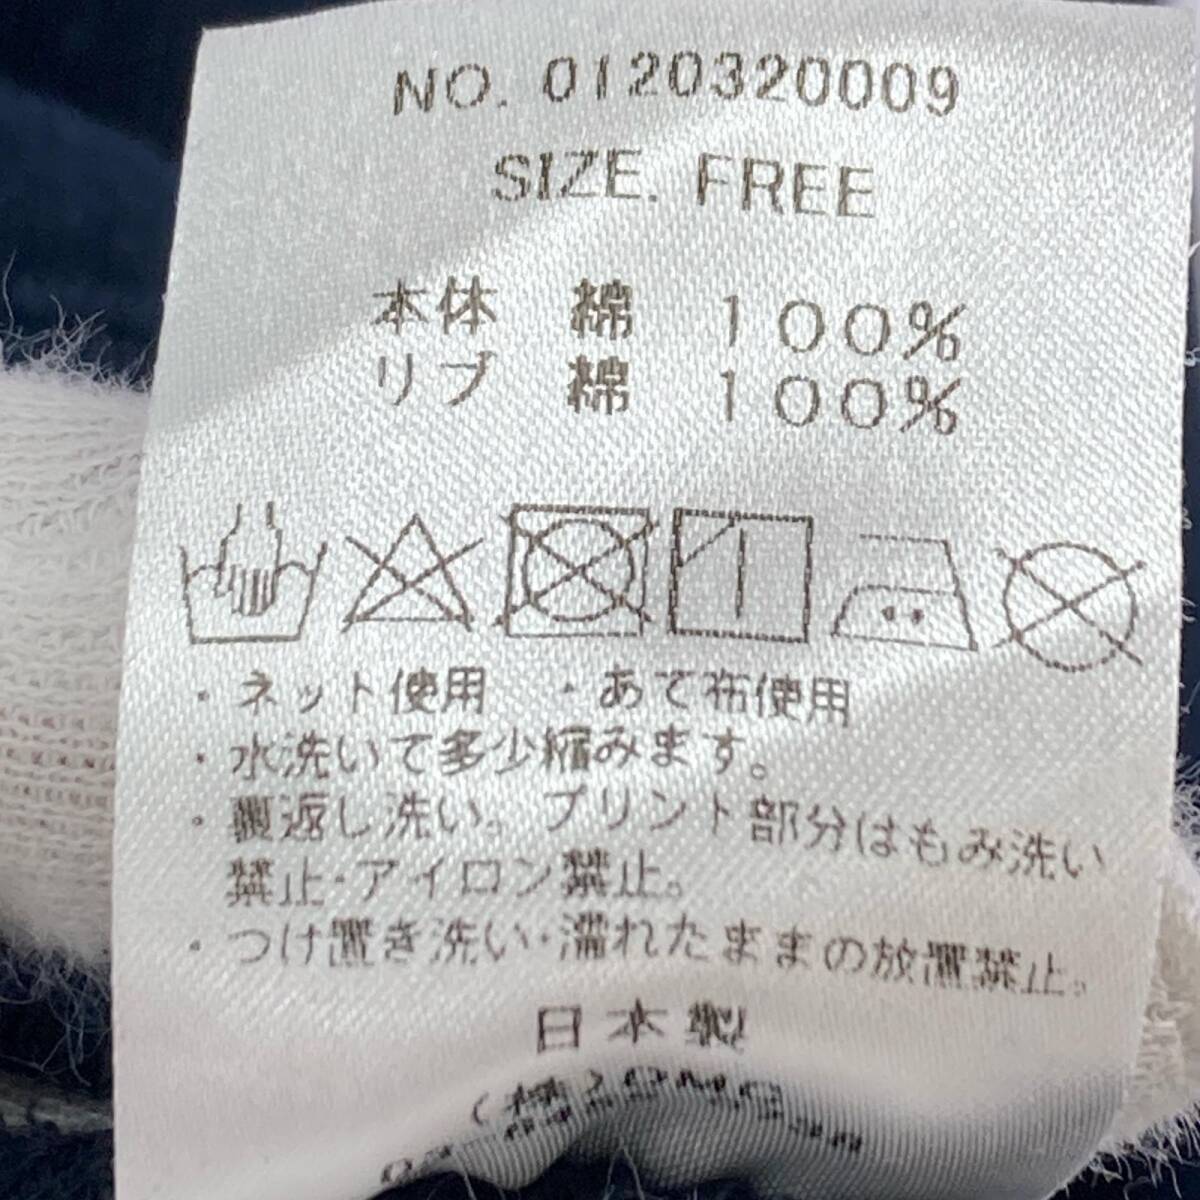 NO. 0120320009
SIZE. FREE
本体 綿 100%
リブ 綿 100%
・ネット使用 ・あて布使用
・水洗いで多少縮みます。
・裏返し洗い。プリント部分はもみ洗い
禁止・アイロン禁止。
・つけ置き洗い・濡れたままの放置禁止。
日本製
(株)